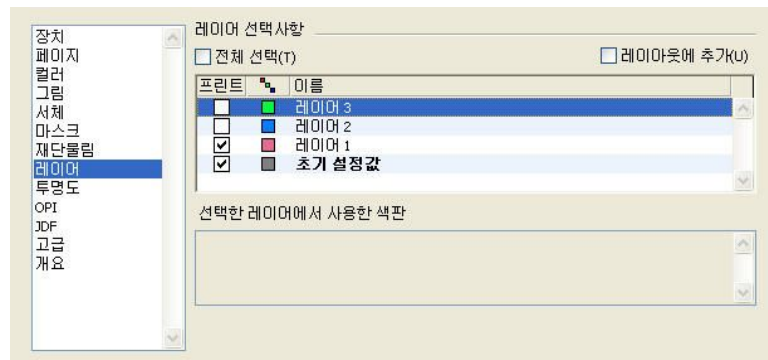 장치
페이지
컬러
그림
서체
마스크
재단물림
레이어
투명도
OPI
JDF
고급
개요
레이어 선택사항
전체 선택(T)
레이아웃에 추가(U)
프린트 이름
레이어 3
레이어 2
레이어 1
초기 설정값
선택한 레이어에서 사용한 색판